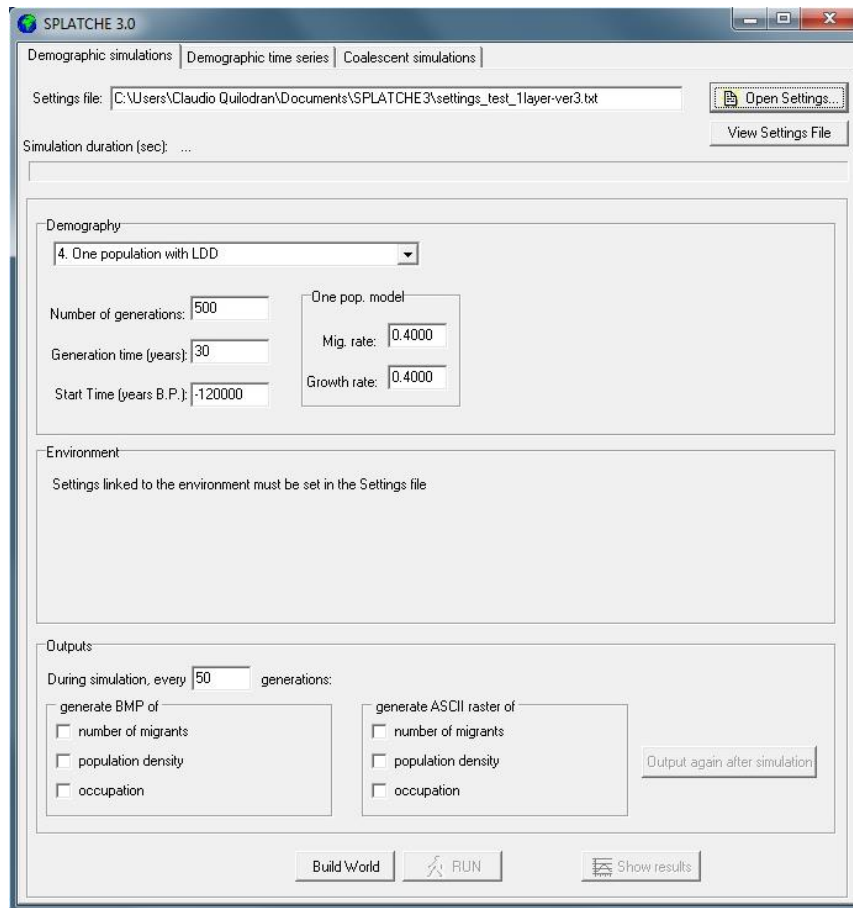 SPLATCHE 3.0
Demographic simulations Demographic time series Coalescent simulations
Settings file: C:\Users\Claudio Quilodran\Documents\SPLATCHE3\settings_test_1layer-ver3.txt Open Settings...
View Settings File
Simulation duration (sec): ...
Demography
4. One population with LDD
One pop. model
Number of generations: 500
Mig. rate: 0.4000
Generation time (years): 30
Growth rate: 0.4000
Start Time (years B.P.): -120000
Environment
Settings linked to the environment must be set in the Settings file
Outputs
During simulation, every 50 generations:
generate BMP of generate ASCII raster of
number of migrants number of migrants
population density population density Output again after simulation
occupation occupation
Build World RUN Show results